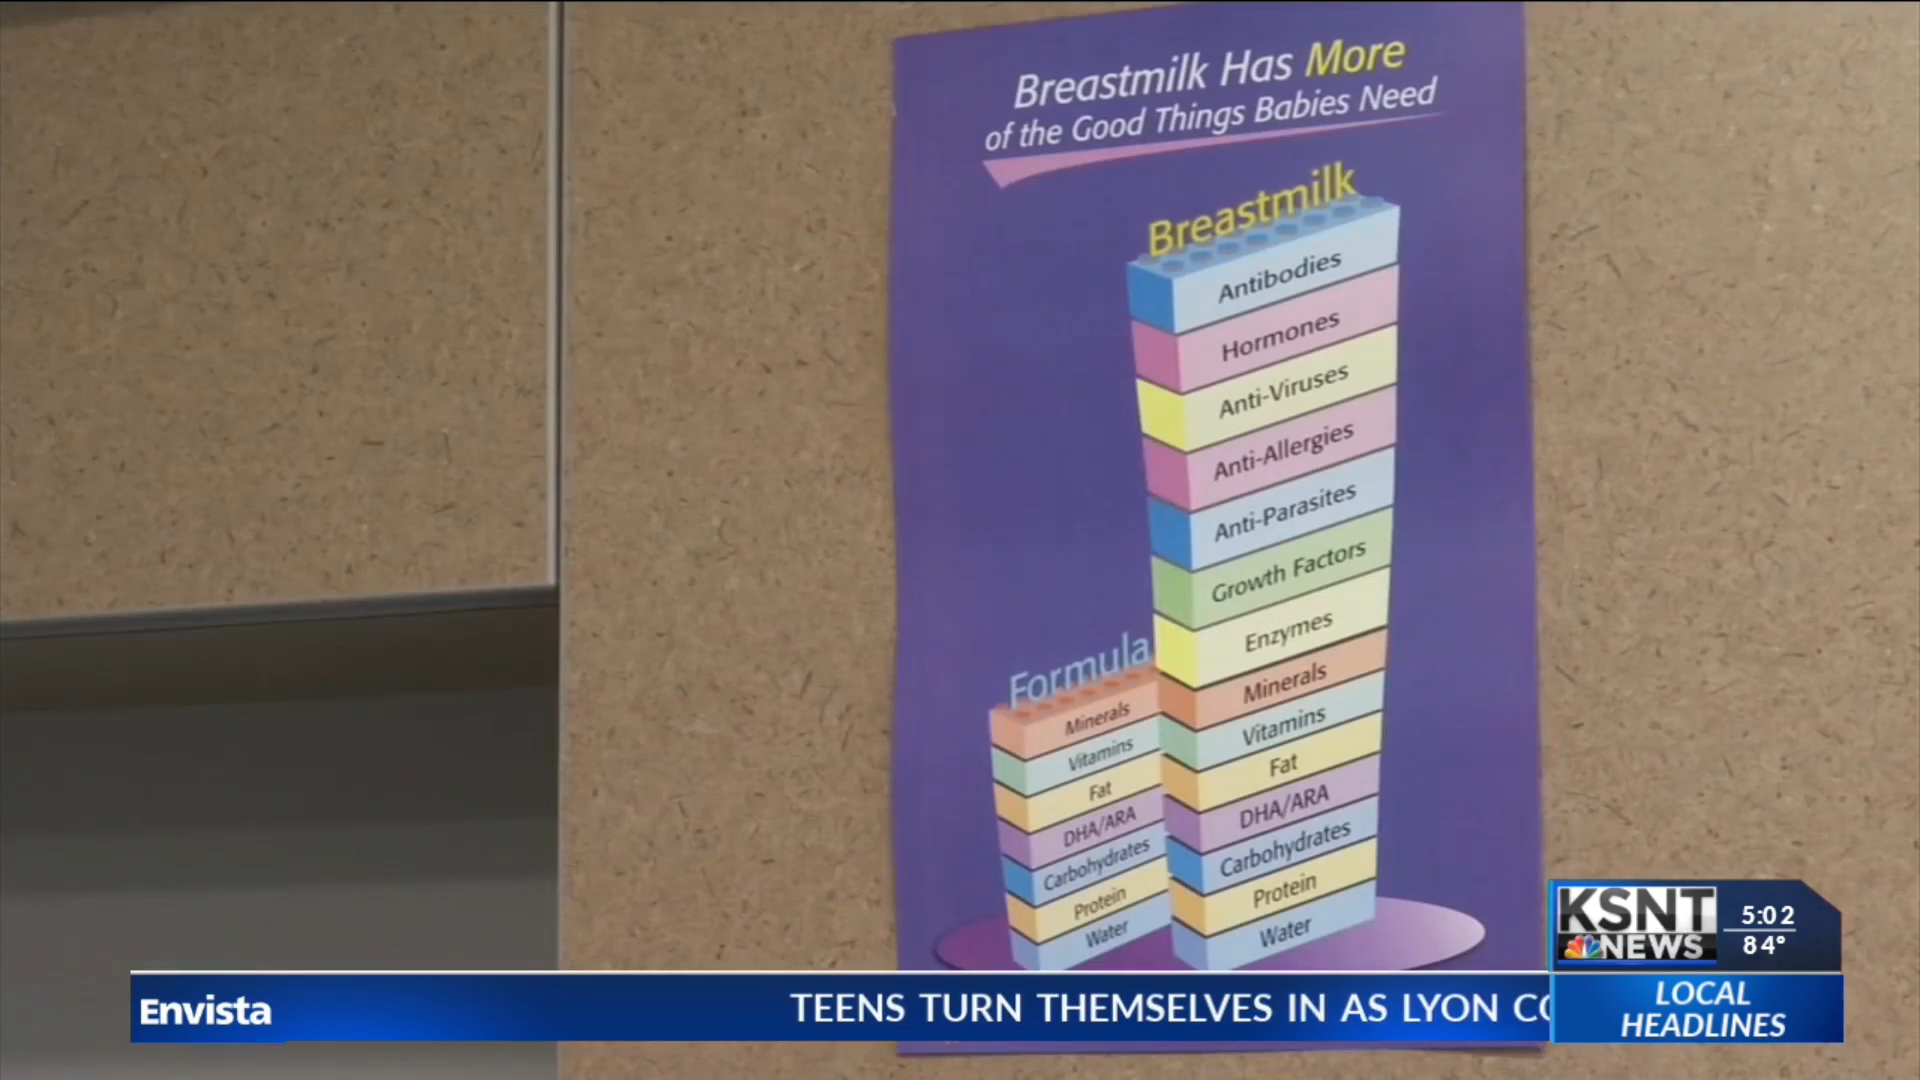 Breastmilk Has More
of the Good Things Babies Need
Breastmilk
Antibodies
Hormones
Anti-Viruses
Anti-Allergies
Anti-Parasites
Growth Factors
Enzymes
Minerals
Vitamins
Fat
DHA/ARA
Carbohydrates
Protein
Water
Formula
Minerals
Vitamins
Fat
DHA/ARA
Carbohydrates
Protein
Water
KSNT
NEWS
5:02
84°
Envista
TEENS TURN THEMSELVES IN AS LYON CO
LOCAL
HEADLINES